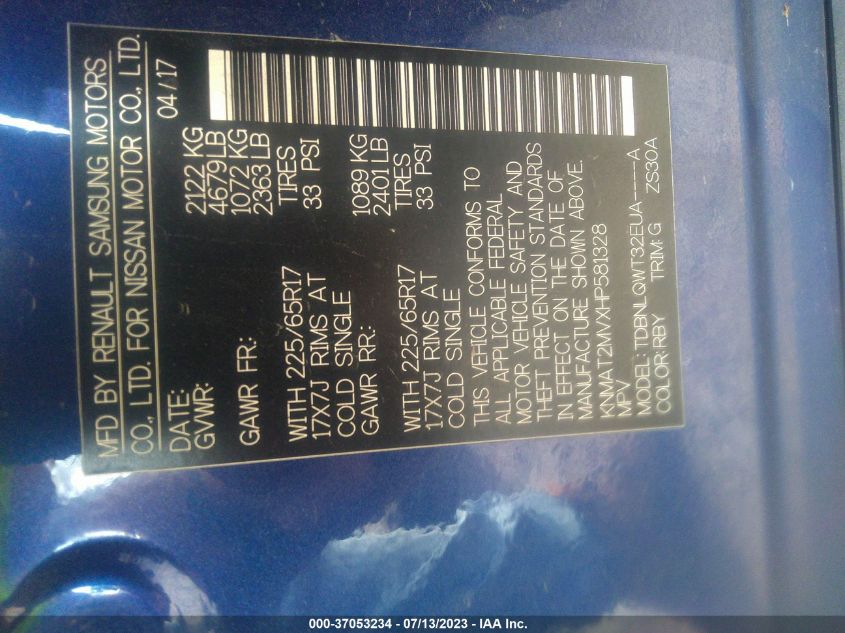 MFD BY RENAULT SAMSUNG MOTORS
CO., LTD. FOR NISSAN MOTOR CO., LTD.
DATE: 04/17
GVWR: 2122 KG
4679 LB
GAWR FR: 1072 KG
2363 LB
WITH 225/65R17 TIRES
17X7J RIMS AT 33 PSI
COLD SINGLE
GAWR RR: 1089 KG
2401 LB
WITH 225/65R17 TIRES
17X7J RIMS AT 33 PSI
COLD SINGLE
THIS VEHICLE CONFORMS TO
ALL APPLICABLE FEDERAL
MOTOR VEHICLE SAFETY AND
THEFT PREVENTION STANDARDS
IN EFFECT ON THE DATE OF
MANUFACTURE SHOWN ABOVE.
KNMAT2MVXHP581328
MPV
MODEL: TDBNLQWT32EUA-----A
COLOR: RBY TRIM: G ZS30A
000-37053234 - 07/13/2023 - IAA Inc.